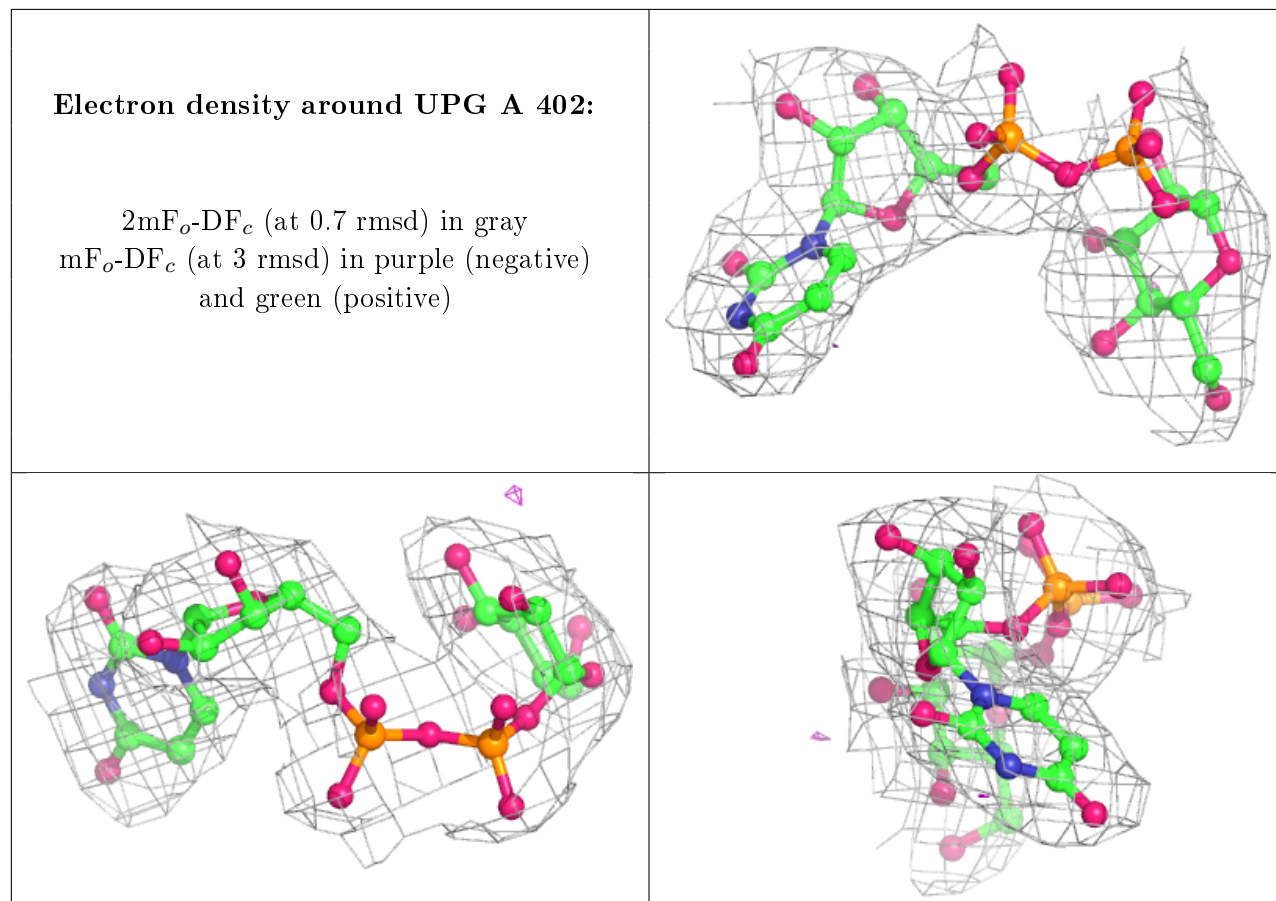 Electron density around UPG A 402:
2mFₒ-DF𝒸 (at 0.7 rmsd) in gray
mFₒ-DF𝒸 (at 3 rmsd) in purple (negative)
and green (positive)